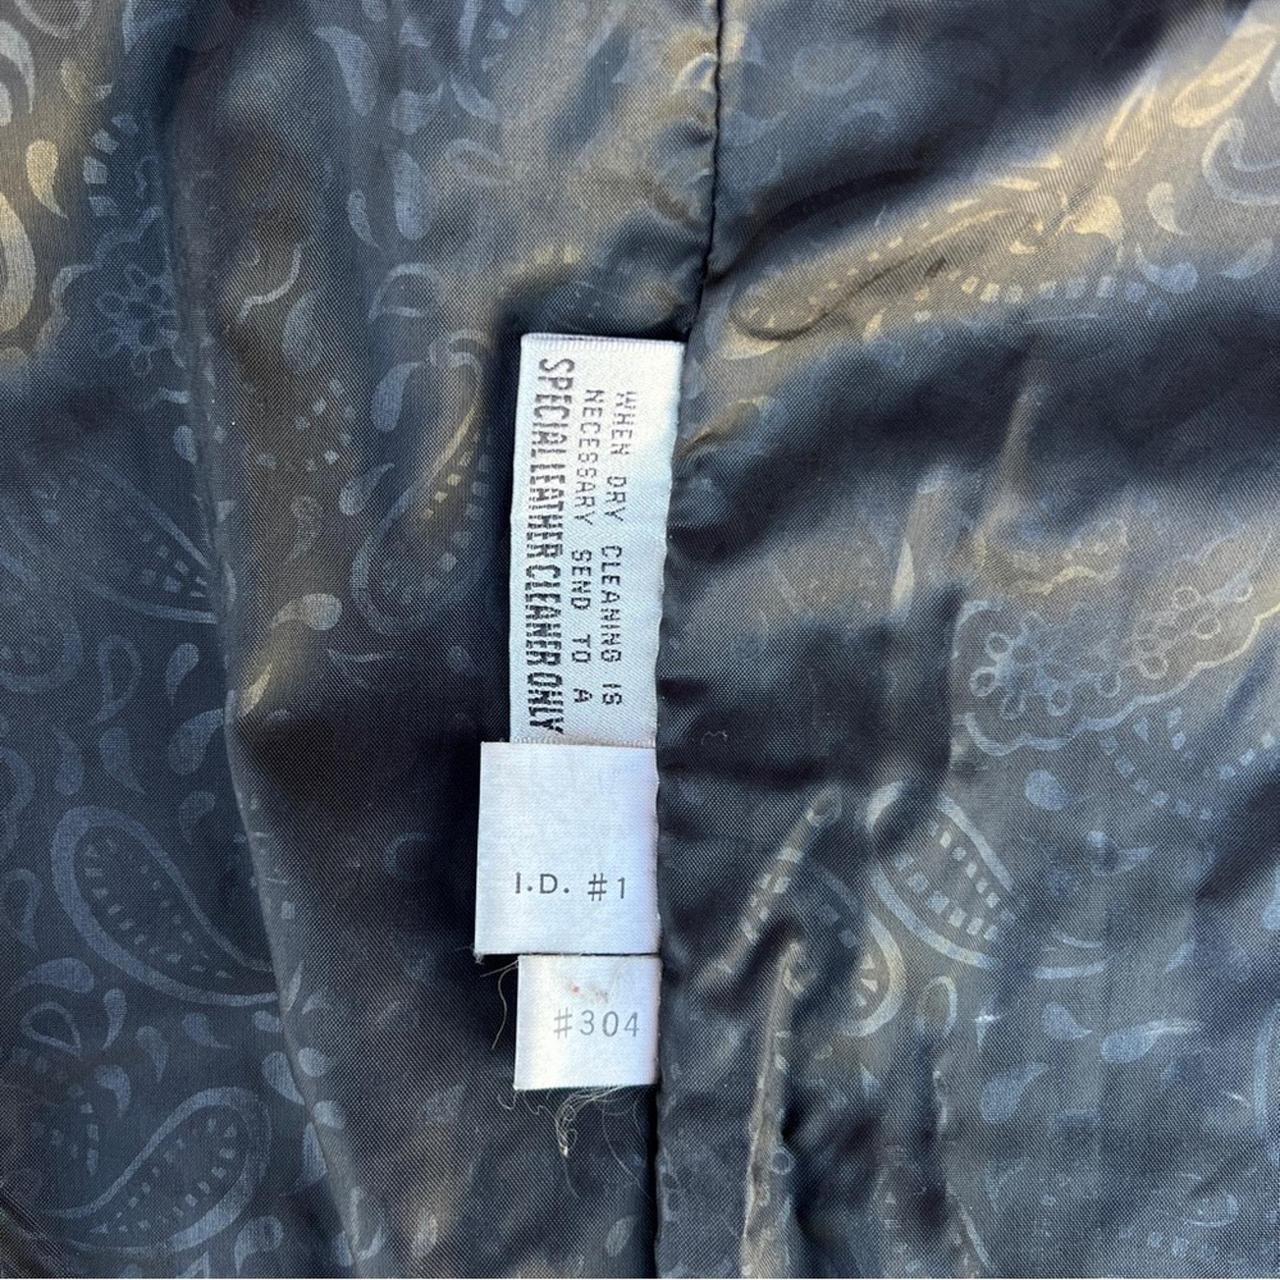 WHEN DRY CLEANING IS
NECESSARY SEND TO A
SPECIAL LEATHER CLEANER ONLY
I.D. #1
#304